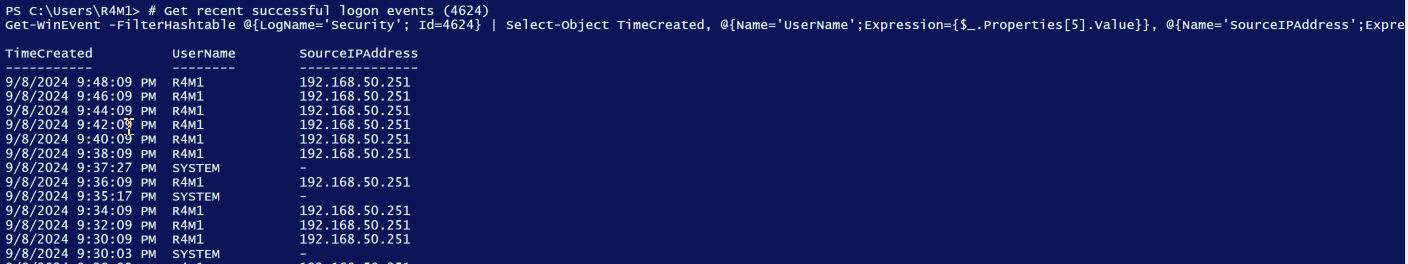 PS C:\Users\R4M1> # Get recent successful logon events (4624)
Get-WinEvent -FilterHashtable @{LogName='Security'; Id=4624} | Select-Object TimeCreated, @{Name='UserName';Expression={$_.Properties[5].Value}}, @{Name='SourceIPAddress';Expre
TimeCreated UserName SourceIPAddress
----------- -------- ---------------
9/8/2024 9:48:09 PM R4M1 192.168.50.251
9/8/2024 9:46:09 PM R4M1 192.168.50.251
9/8/2024 9:44:09 PM R4M1 192.168.50.251
9/8/2024 9:42:09 PM R4M1 192.168.50.251
9/8/2024 9:40:09 PM R4M1 192.168.50.251
9/8/2024 9:38:09 PM R4M1 192.168.50.251
9/8/2024 9:37:27 PM SYSTEM -
9/8/2024 9:36:09 PM R4M1 192.168.50.251
9/8/2024 9:35:17 PM SYSTEM -
9/8/2024 9:34:09 PM R4M1 192.168.50.251
9/8/2024 9:32:09 PM R4M1 192.168.50.251
9/8/2024 9:30:09 PM R4M1 192.168.50.251
9/8/2024 9:30:03 PM SYSTEM -